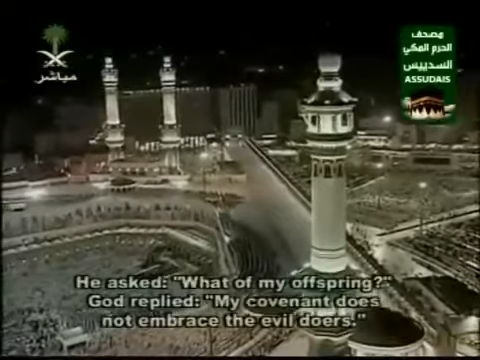 مباشر
مصحف
الحرم المكي
السديس
ASSUDAIS
He asked: "What of my offspring?"
God replied: "My covenant does
not embrace the evil doers."